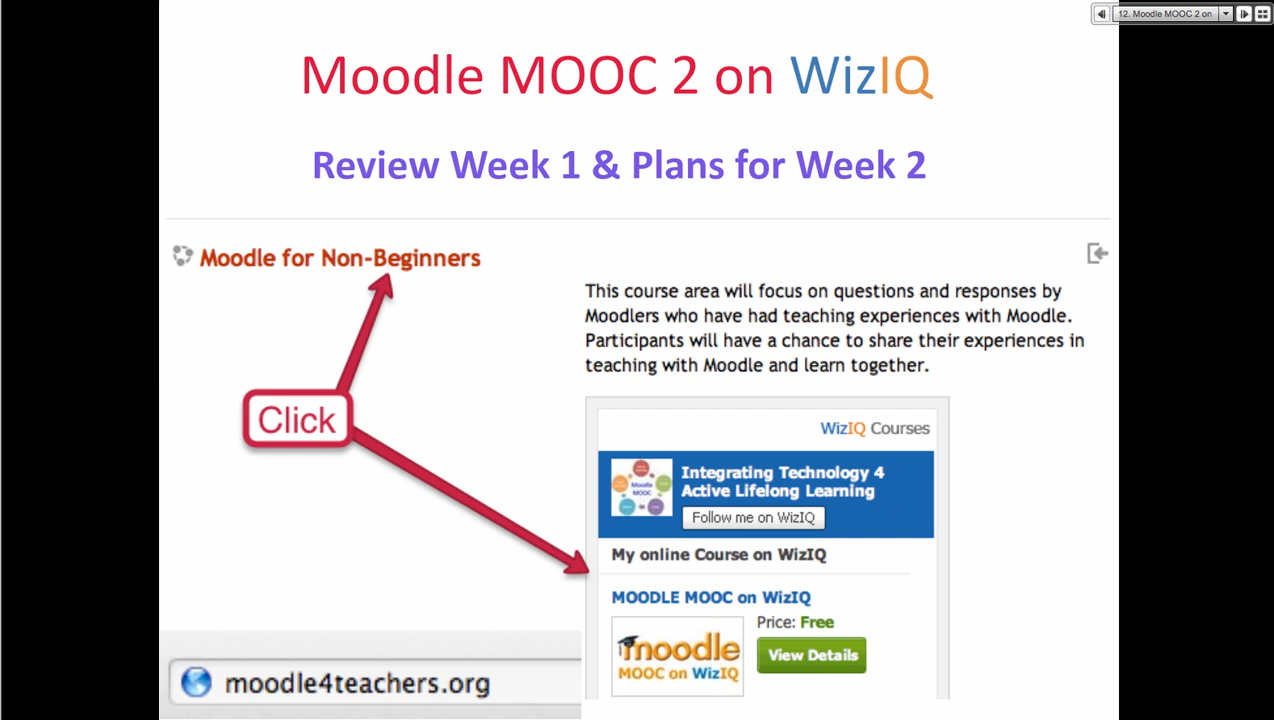 12. Moodle MOOC 2 on
Moodle MOOC 2 on WizIQ
Review Week 1 & Plans for Week 2
Moodle for Non-Beginners
This course area will focus on questions and responses by
Moodlers who have had teaching experiences with Moodle.
Participants will have a chance to share their experiences in
teaching with Moodle and learn together.
Click
WizIQ Courses
Moodle
MOOC
Integrating Technology 4
Active Lifelong Learning
Follow me on WizIQ
My online Course on WizIQ
MOODLE MOOC on WizIQ
moodle
MOOC on WizIQ
Price: Free
View Details
moodle4teachers.org